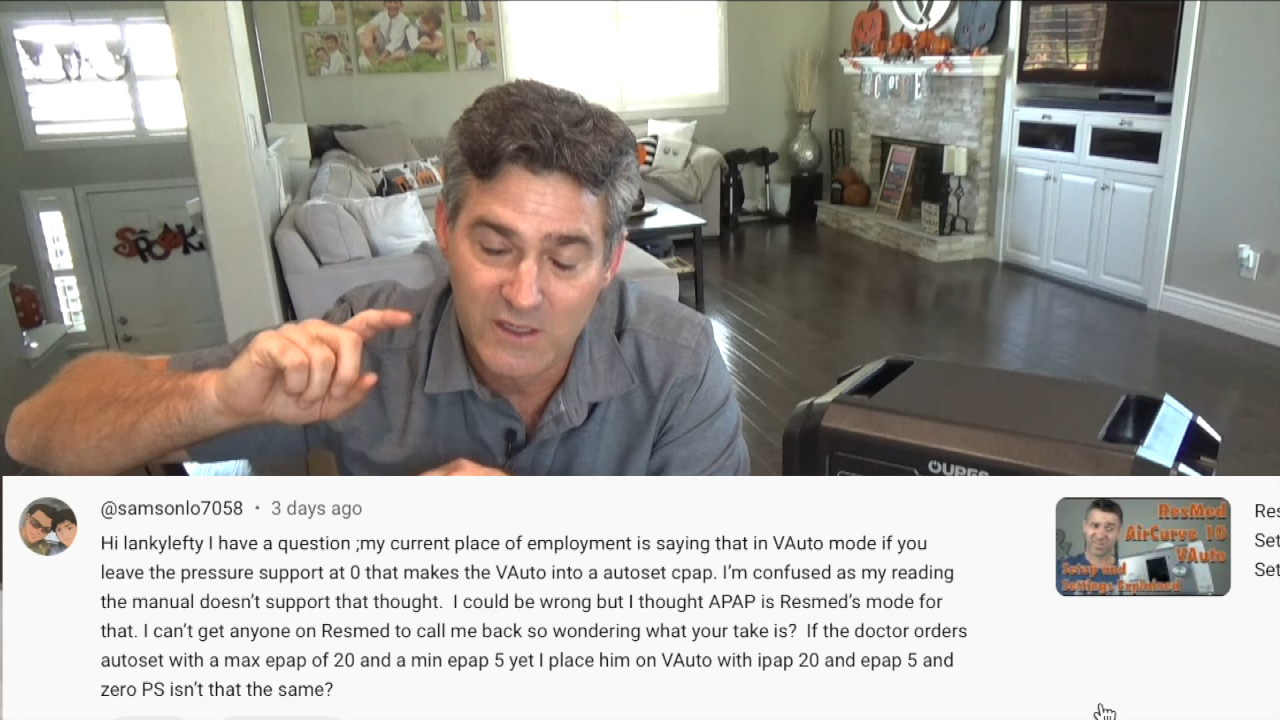 SPOOK
OUPES
@samsonlo7058 · 3 days ago
Hi lankylefty I have a question ;my current place of employment is saying that in VAuto mode if you
leave the pressure support at 0 that makes the VAuto into a autoset cpap. I'm confused as my reading
the manual doesn't support that thought.  I could be wrong but I thought APAP is Resmed's mode for
that. I can't get anyone on Resmed to call me back so wondering what your take is?  If the doctor orders
autoset with a max epap of 20 and a min epap 5 yet I place him on VAuto with ipap 20 and epap 5 and
zero PS isn't that the same?
ResMed
AirCurve 10
VAuto
Setup and
Settings Explained
Res
Set
Set